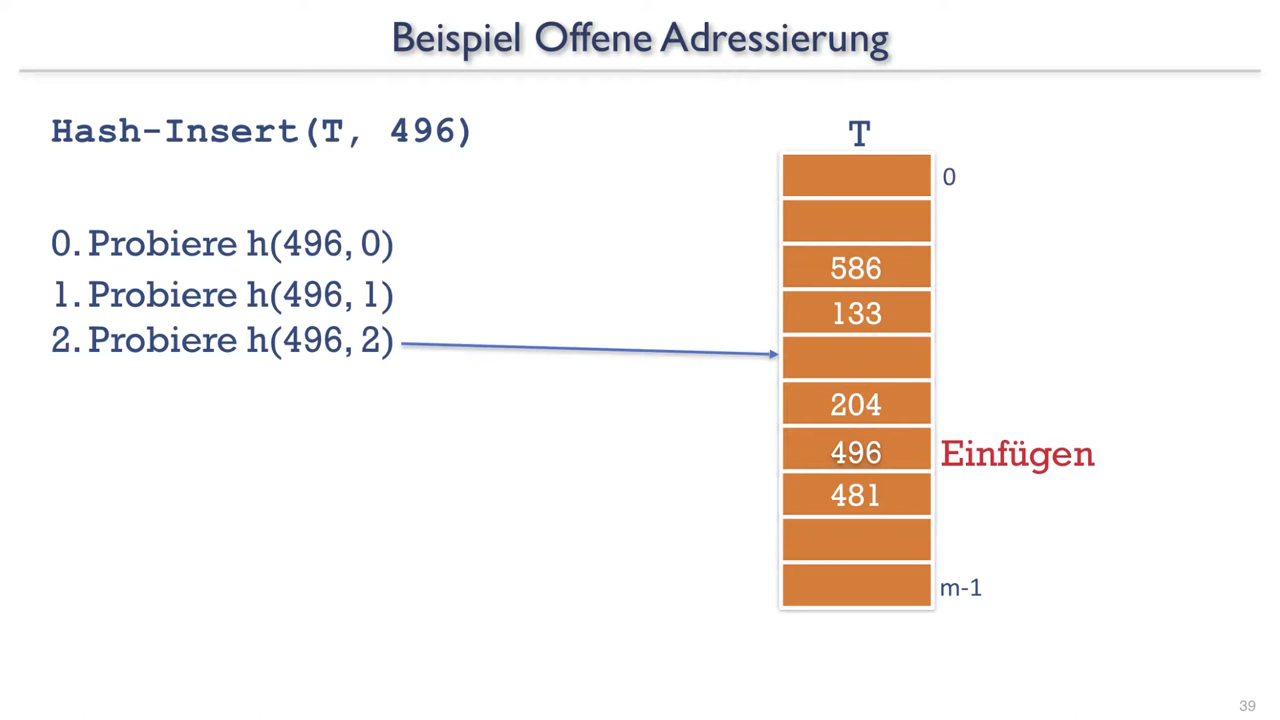 Beispiel Offene Adressierung
Hash-Insert(T, 496)
0. Probiere h(496, 0)
1. Probiere h(496, 1)
2. Probiere h(496, 2)
T
0
586
133
204
496 Einfügen
481
m-1
39